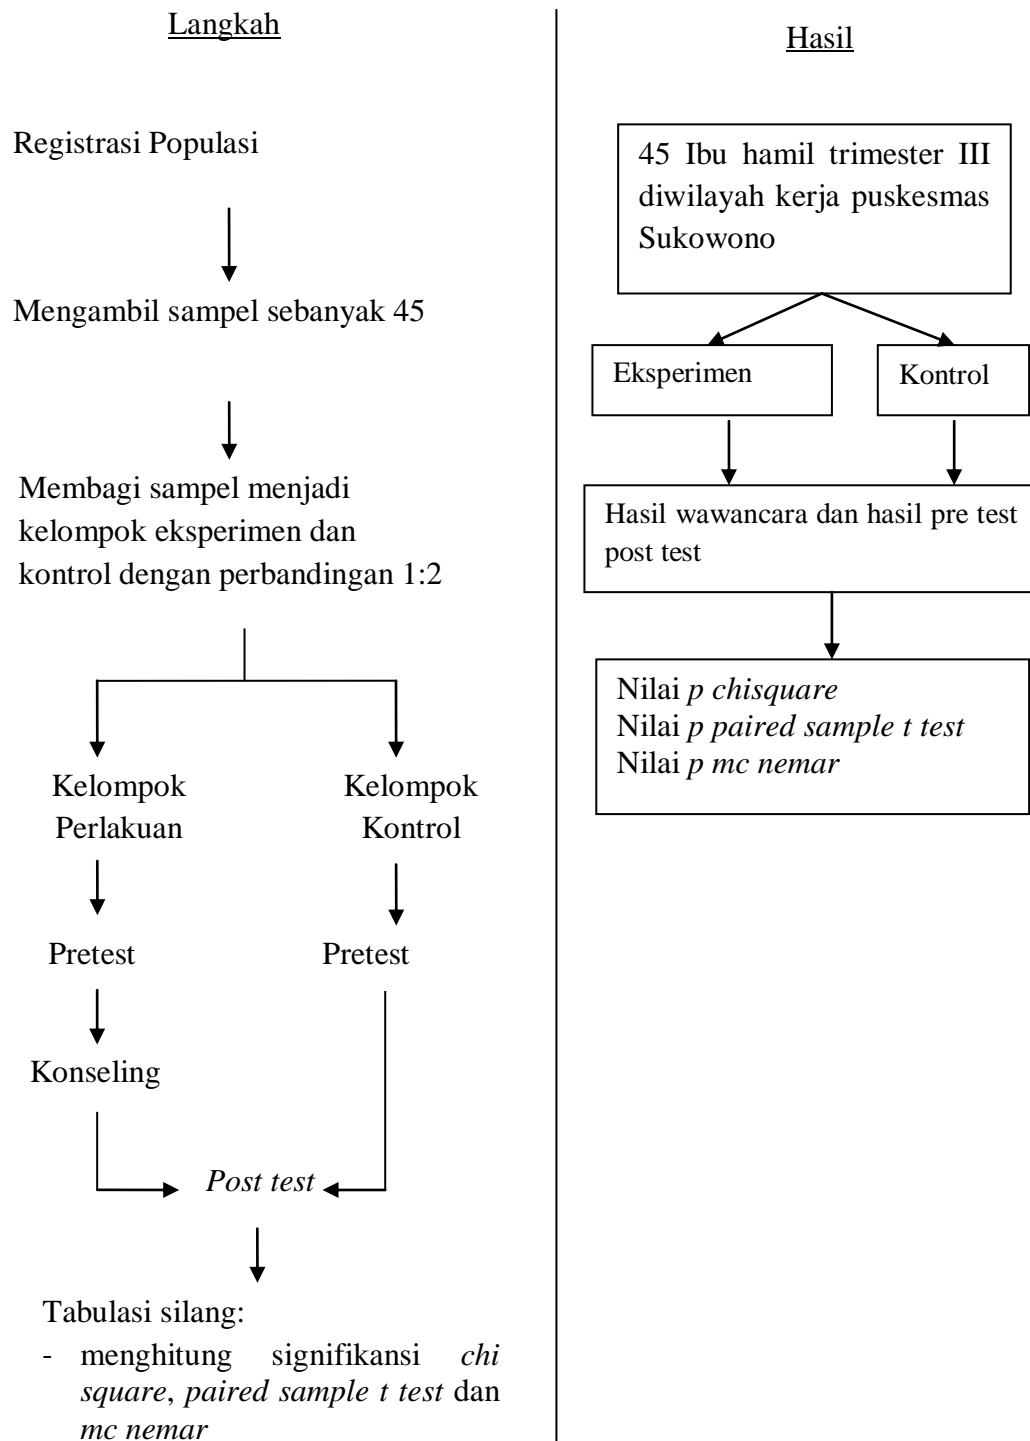 Langkah
Registrasi Populasi
Mengambil sampel sebanyak 45
Membagi sampel menjadi
kelompok eksperimen dan
kontrol dengan perbandingan 1:2
Kelompok
Perlakuan
Kelompok
Kontrol
Pretest
Pretest
Konseling
Post test
Tabulasi silang:
- menghitung signifikansi chi
square, paired sample t test dan
mc nemar
Hasil
45 Ibu hamil trimester III
diwilayah kerja puskesmas
Sukowono
Eksperimen
Kontrol
Hasil wawancara dan hasil pre test
post test
Nilai p chisquare
Nilai p paired sample t test
Nilai p mc nemar